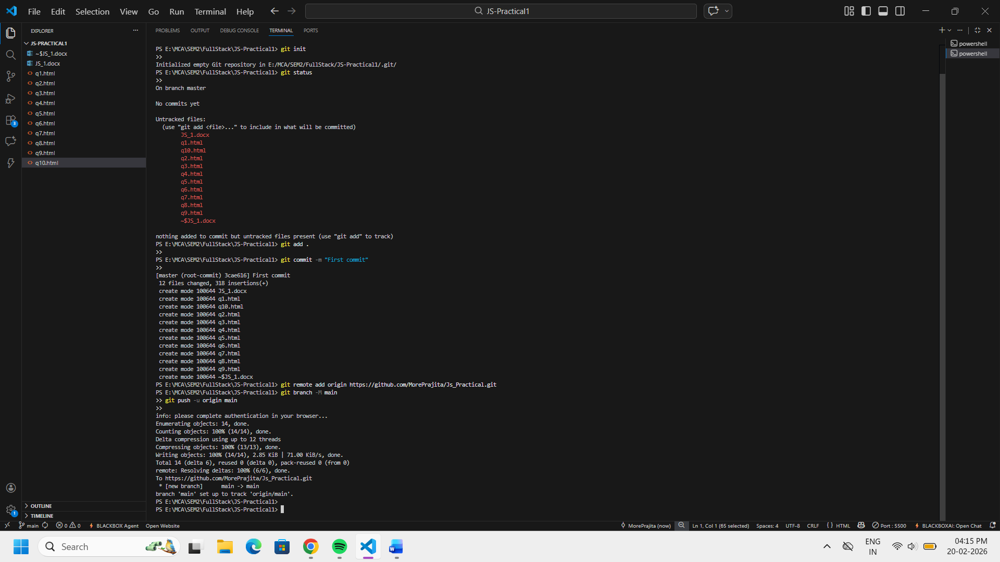 File Edit Selection View Go Run Terminal Help
JS-Practical1
EXPLORER
JS-PRACTICAL1
~$JS_1.docx
JS_1.docx
q1.html
q2.html
q3.html
q4.html
q5.html
q6.html
q7.html
q8.html
q9.html
q10.html
OUTLINE
TIMELINE
3
1
PROBLEMS OUTPUT DEBUG CONSOLE TERMINAL PORTS
powershell
powershell
PS E:\MCA\SEM2\FullStack\JS-Practical1> git init
>>
Initialized empty Git repository in E:/MCA/SEM2/FullStack/JS-Practical1/.git/
PS E:\MCA\SEM2\FullStack\JS-Practical1> git status
>>
On branch master
No commits yet
Untracked files:
(use "git add <file>..." to include in what will be committed)
JS_1.docx
q1.html
q10.html
q2.html
q3.html
q4.html
q5.html
q6.html
q7.html
q8.html
q9.html
~$JS_1.docx
nothing added to commit but untracked files present (use "git add" to track)
PS E:\MCA\SEM2\FullStack\JS-Practical1> git add .
>>
PS E:\MCA\SEM2\FullStack\JS-Practical1> git commit -m "First commit"
>>
[master (root-commit) 3cae616] First commit
12 files changed, 318 insertions(+)
create mode 100644 JS_1.docx
create mode 100644 q1.html
create mode 100644 q10.html
create mode 100644 q2.html
create mode 100644 q3.html
create mode 100644 q4.html
create mode 100644 q5.html
create mode 100644 q6.html
create mode 100644 q7.html
create mode 100644 q8.html
create mode 100644 q9.html
create mode 100644 ~$JS_1.docx
PS E:\MCA\SEM2\FullStack\JS-Practical1> git remote add origin https://github.com/MorePrajita/Js_Practical.git
PS E:\MCA\SEM2\FullStack\JS-Practical1> git branch -M main
>> git push -u origin main
>>
info: please complete authentication in your browser...
Enumerating objects: 14, done.
Counting objects: 100% (14/14), done.
Delta compression using up to 12 threads
Compressing objects: 100% (13/13), done.
Writing objects: 100% (14/14), 2.85 KiB | 71.00 KiB/s, done.
Total 14 (delta 6), reused 0 (delta 0), pack-reused 0 (from 0)
remote: Resolving deltas: 100% (6/6), done.
To https://github.com/MorePrajita/Js_Practical.git
* [new branch] main -> main
branch 'main' set up to track 'origin/main'.
PS E:\MCA\SEM2\FullStack\JS-Practical1>
PS E:\MCA\SEM2\FullStack\JS-Practical1>
main 0 0 BLACKBOX Agent Open Website MorePrajita (now) Ln 1, Col 1 (65 selected) Spaces: 4 UTF-8 CRLF { } HTML Port : 5500 BLACKBOXAI: Open Chat
Search
W
ENG
IN
04:15 PM
20-02-2026